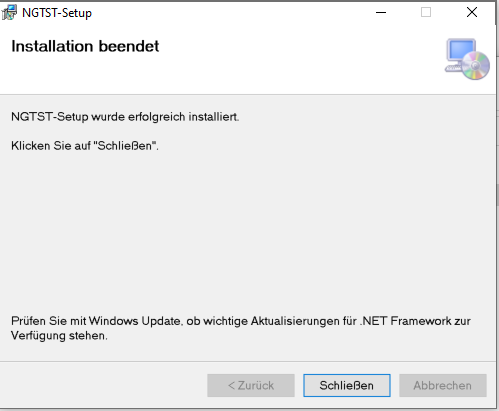 NGTST-Setup
Installation beendet
NGTST-Setup wurde erfolgreich installiert.
Klicken Sie auf "Schließen".
Prüfen Sie mit Windows Update, ob wichtige Aktualisierungen für .NET Framework zur
Verfügung stehen.
< Zurück
Schließen
Abbrechen